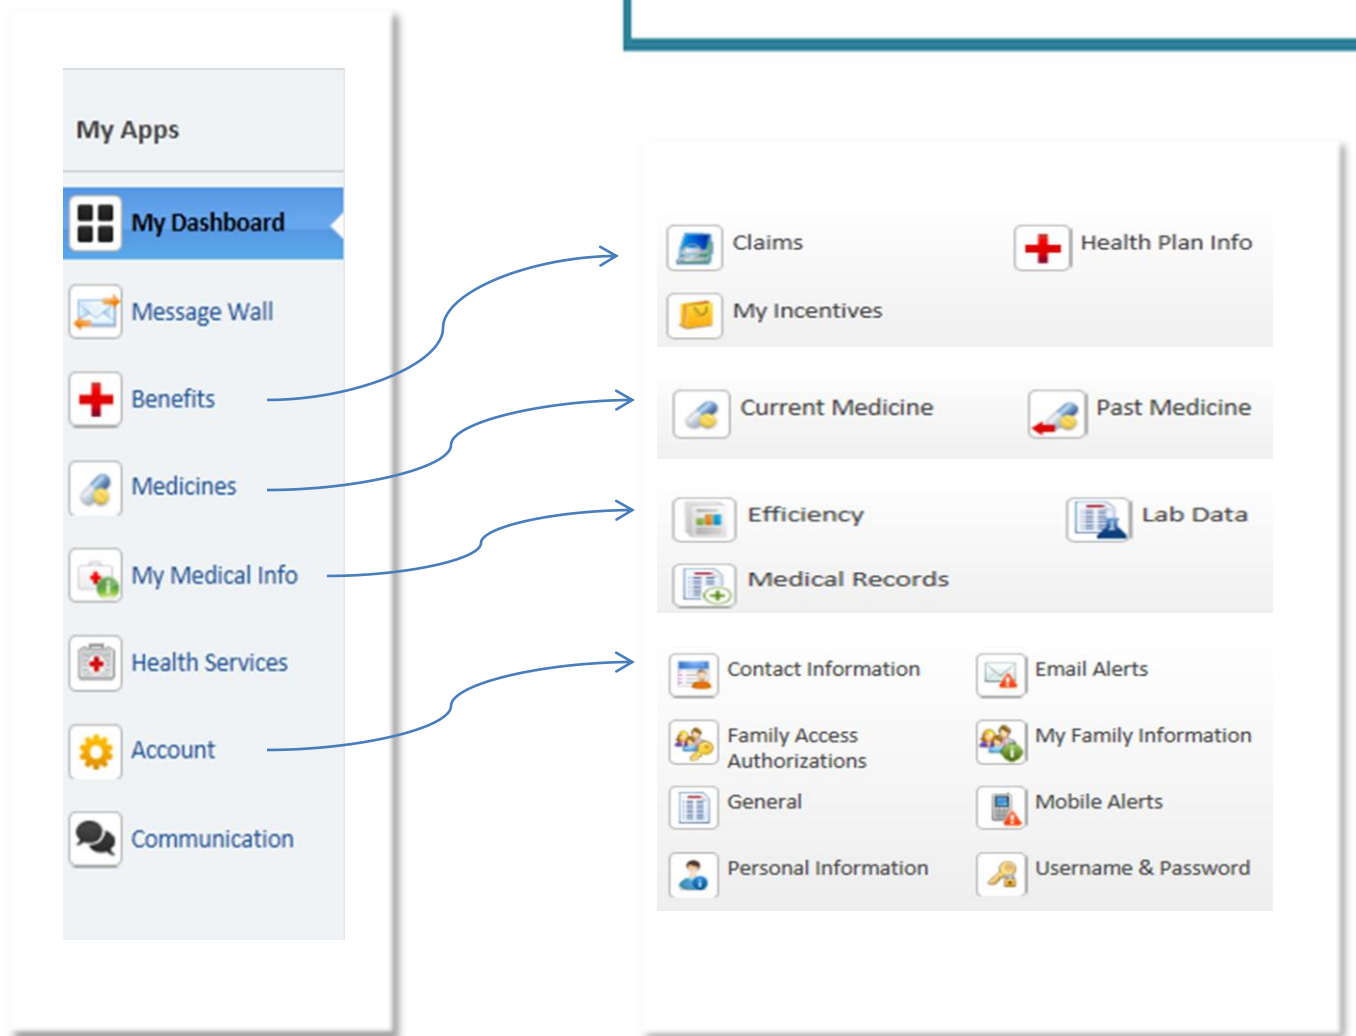 My Apps
My Dashboard
Message Wall
Benefits
Medicines
My Medical Info
Health Services
Account
Communication
Claims
Health Plan Info
My Incentives
Current Medicine
Past Medicine
Efficiency
Lab Data
Medical Records
Contact Information
Email Alerts
Family Access
Authorizations
My Family Information
General
Mobile Alerts
Personal Information
Username & Password